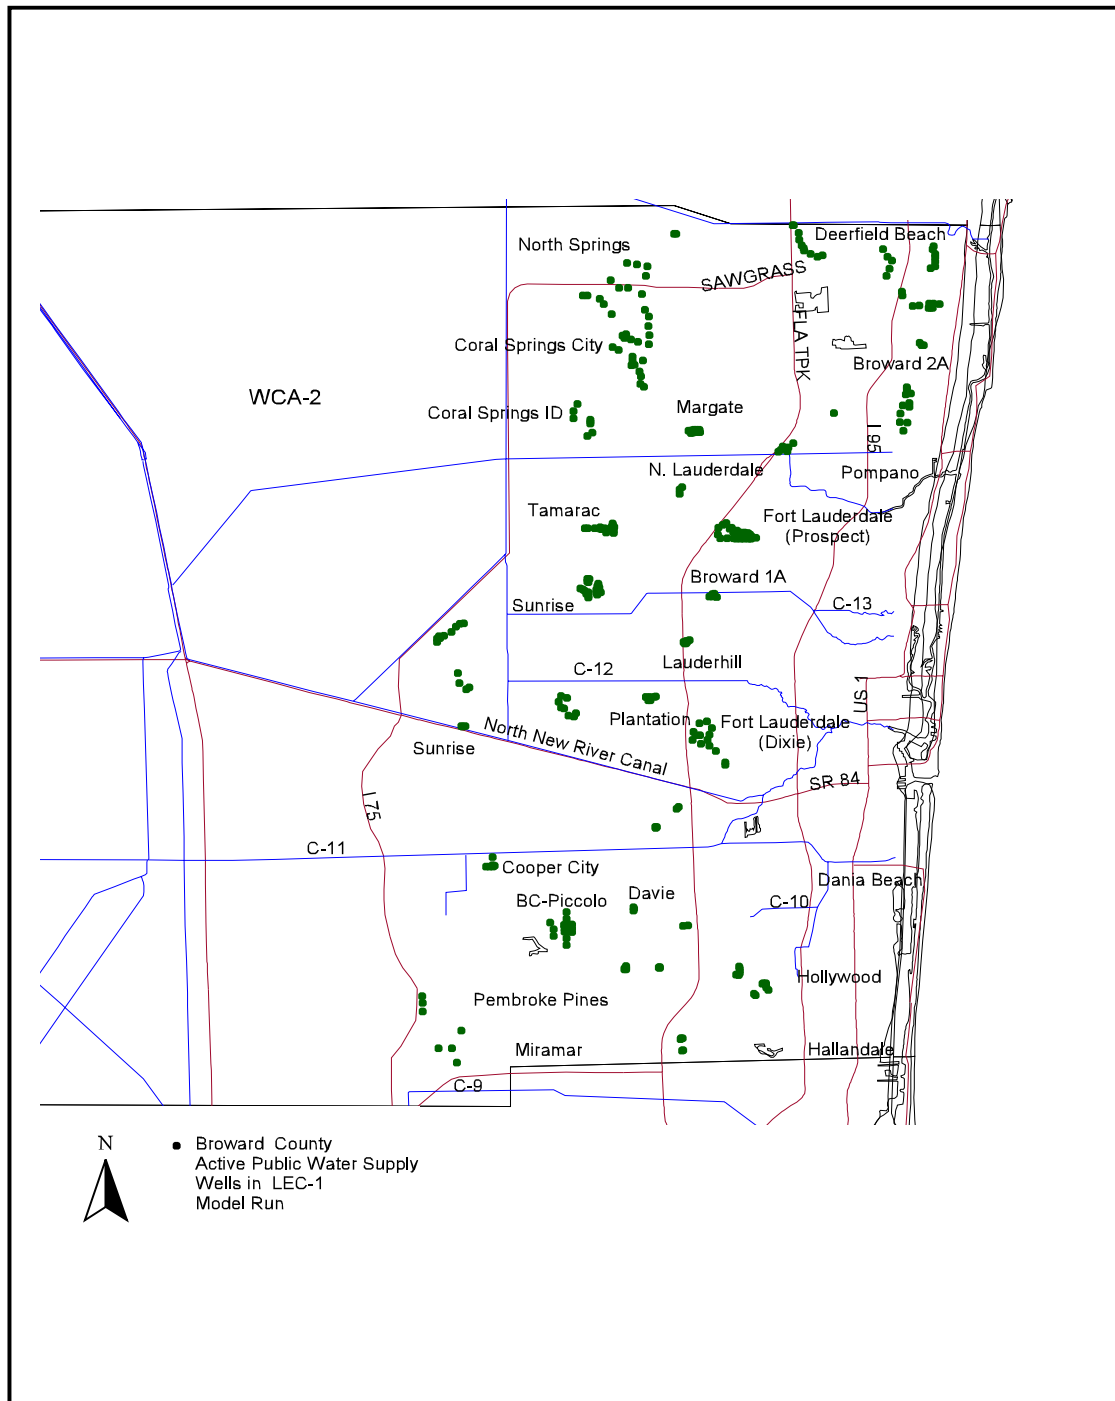 North Springs
Deerfield Beach
SAWGRASS
FLA TPK
Coral Springs City
Broward 2A
WCA-2
Coral Springs ID
Margate
I 95
N. Lauderdale
Pompano
Tamarac
Fort Lauderdale
(Prospect)
Broward 1A
Sunrise
C-13
Lauderhill
C-12
US 1
Plantation
Fort Lauderdale
(Dixie)
North New River Canal
Sunrise
SR 84
I 75
C-11
Cooper City
Dania Beach
BC-Piccolo
Davie
C-10
Hollywood
Pembroke Pines
Miramar
Hallandale
C-9
N
Broward County
Active Public Water Supply
Wells in LEC-1
Model Run